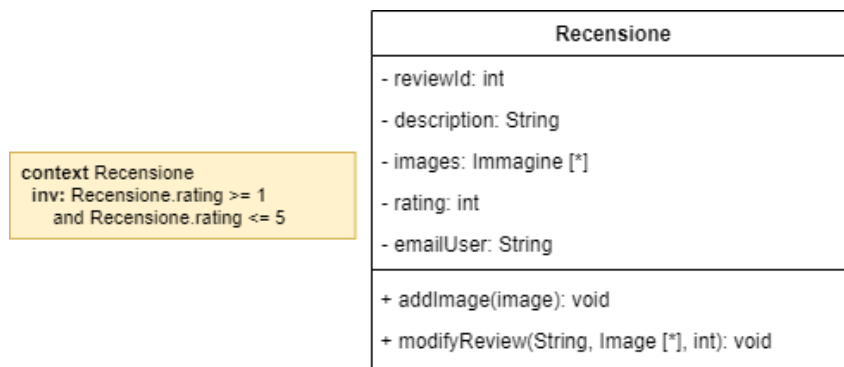 context Recensione
inv: Recensione.rating >= 1
and Recensione.rating <= 5
Recensione
- reviewId: int
- description: String
- images: Immagine [*]
- rating: int
- emailUser: String
+ addImage(image): void
+ modifyReview(String, Image [*], int): void